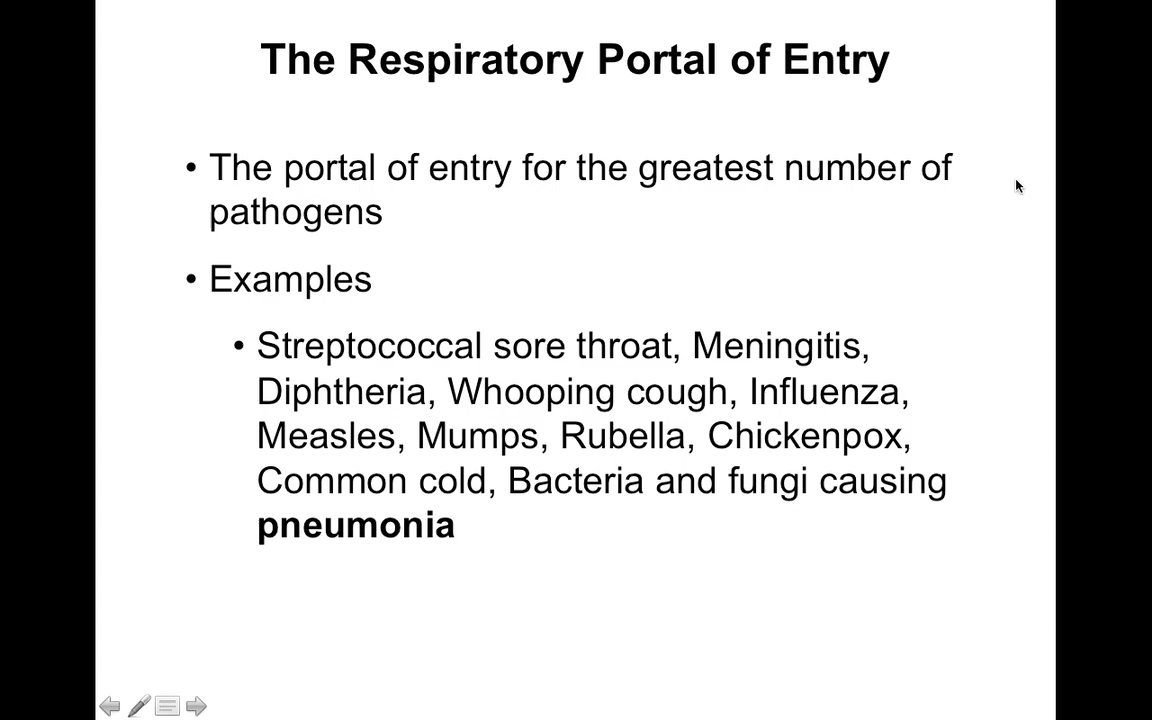 The Respiratory Portal of Entry
• The portal of entry for the greatest number of
pathogens
• Examples
• Streptococcal sore throat, Meningitis,
Diphtheria, Whooping cough, Influenza,
Measles, Mumps, Rubella, Chickenpox,
Common cold, Bacteria and fungi causing
pneumonia